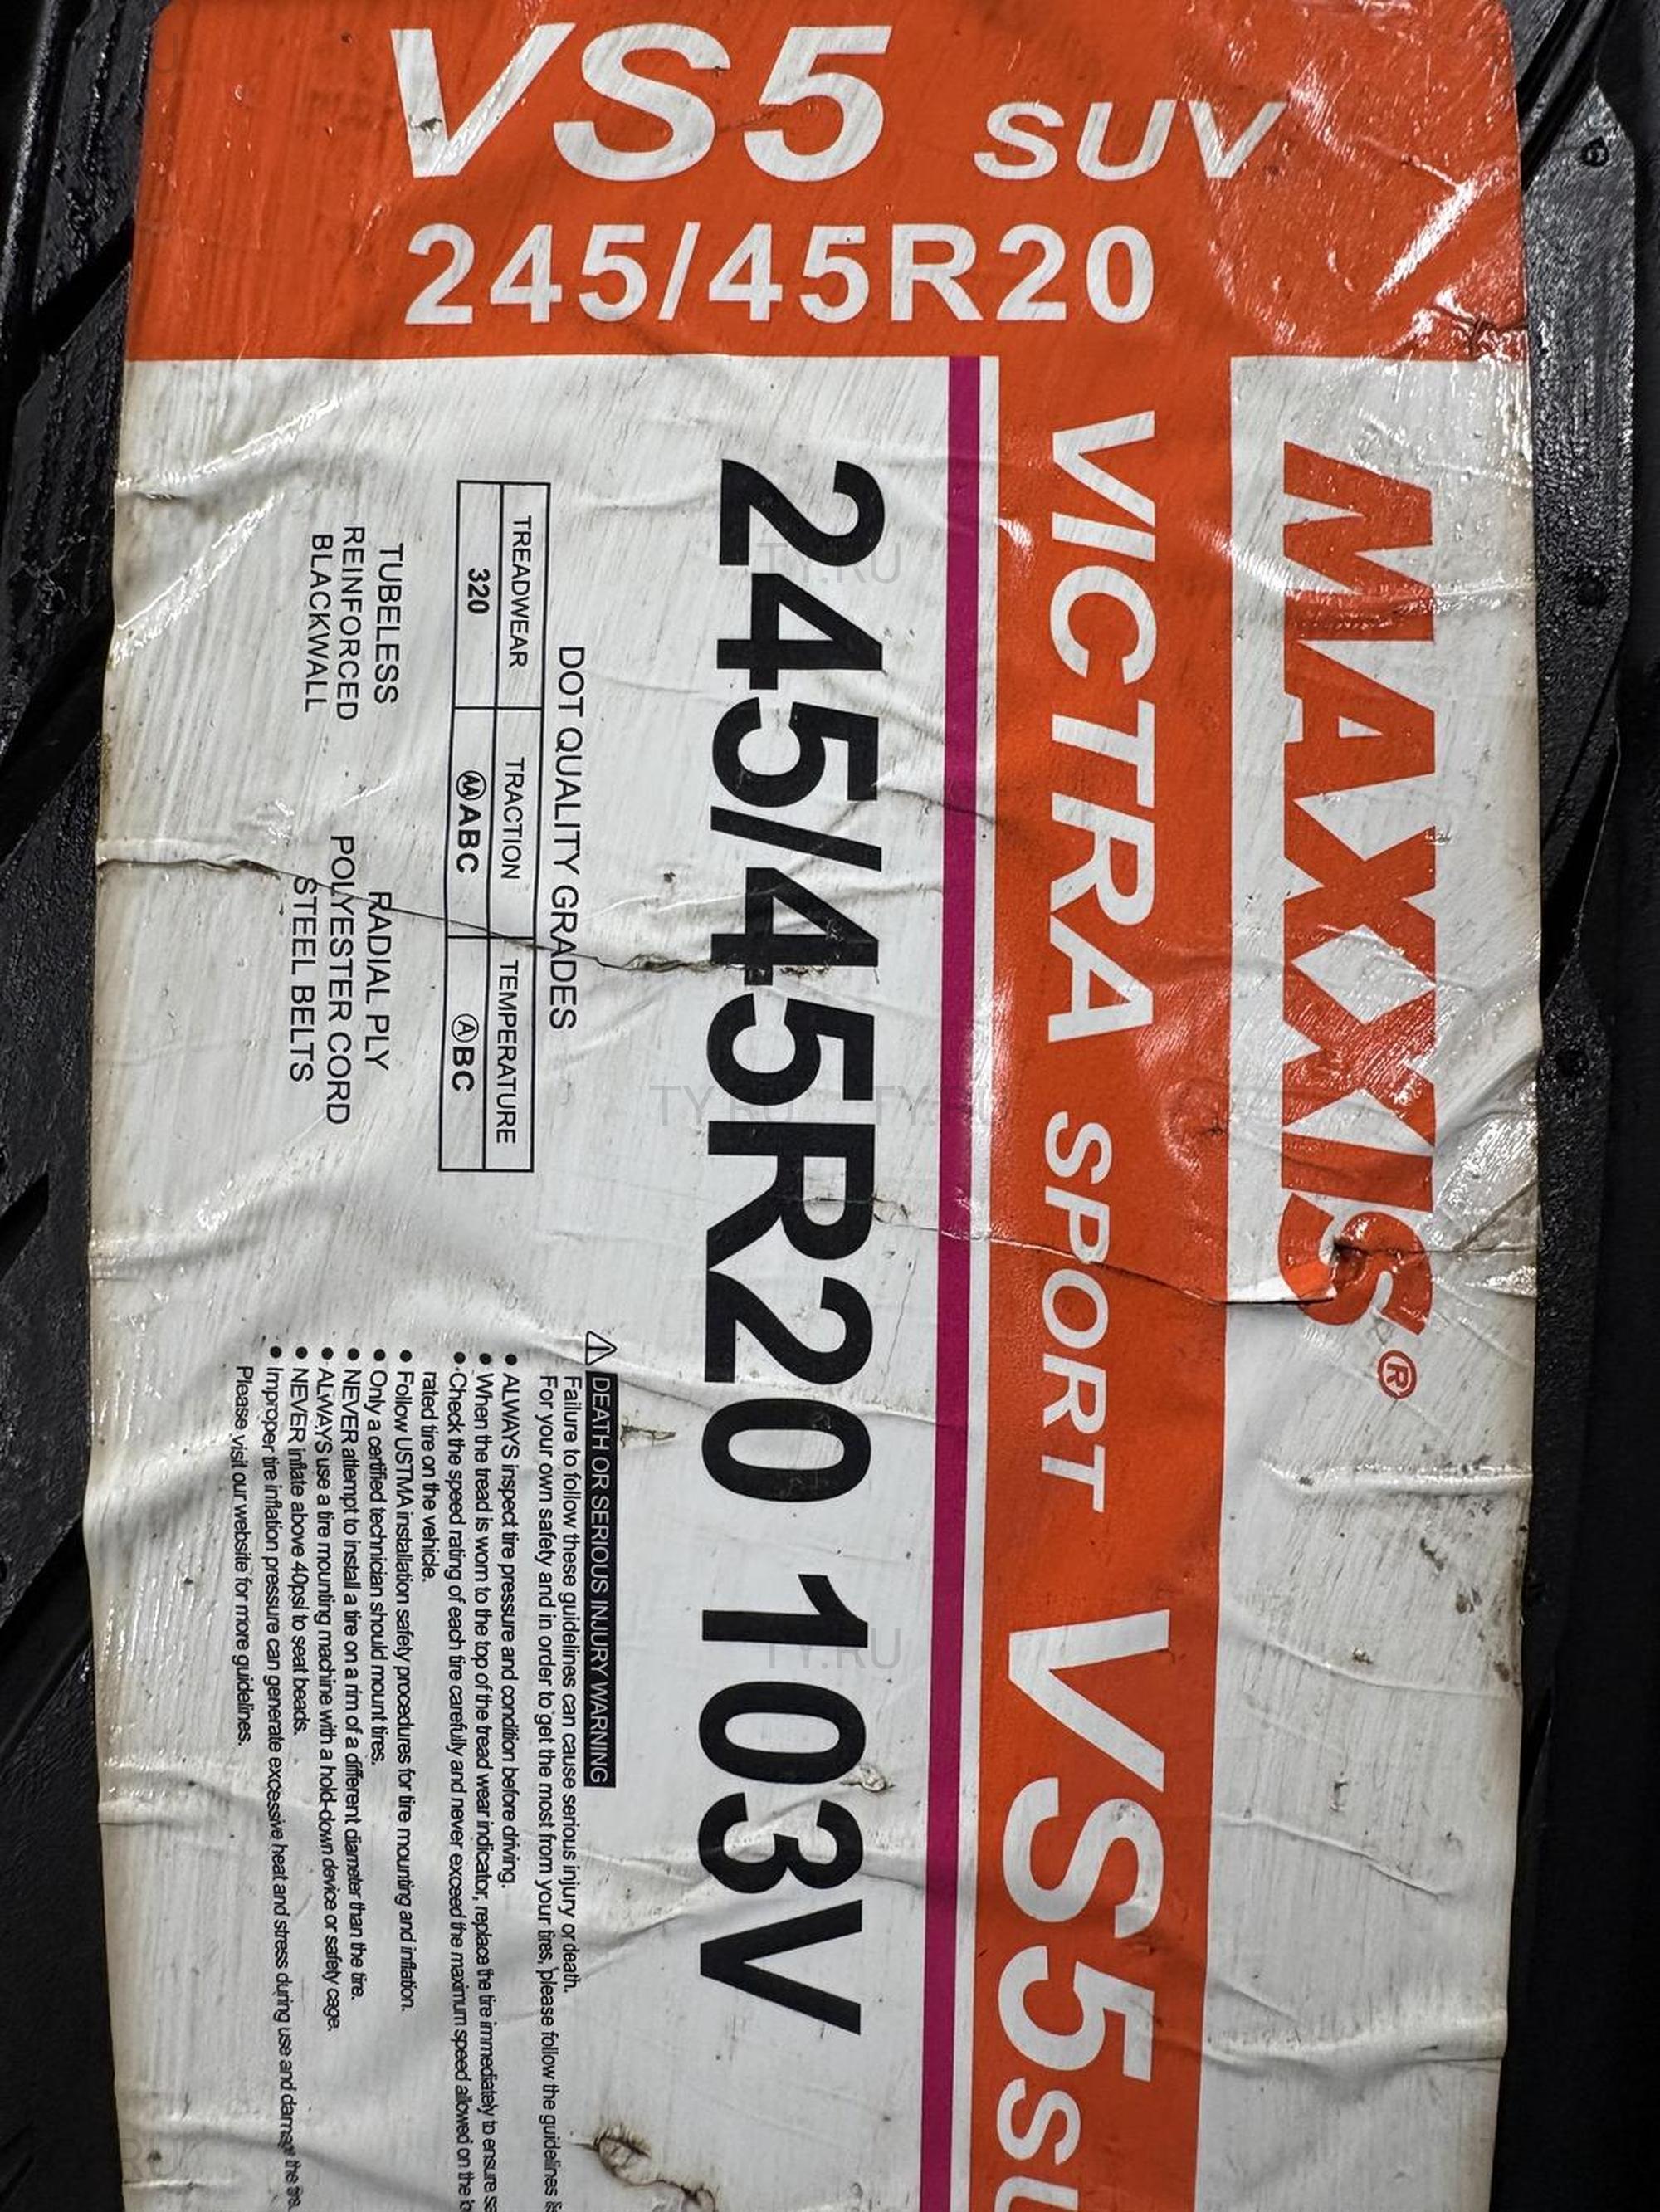 VS5 SUV
245/45R20
MAXXIS®
VICTRA SPORT VS5
245/45R20 103V
DOT QUALITY GRADES
TREADWEAR TRACTION TEMPERATURE
320 AA A B C A B C
TUBELESS
REINFORCED
BLACKWALL
RADIAL PLY
POLYESTER CORD
STEEL BELTS
DEATH OR SERIOUS INJURY WARNING
Failure to follow these guidelines can cause serious injury or death.
For your own safety and in order to get the most from your tires, please follow the guidelines
● ALWAYS inspect tire pressure and condition before driving.
● When the tread is worn to the top of the tread wear indicator, replace the tire immediately to ensure
● Check the speed rating of each tire carefully and never exceed the maximum speed allowed on the
rated tire on the vehicle.
● Follow USTMA installation safety procedures for tire mounting and inflation.
● Only a certified technician should mount tires.
● NEVER attempt to install a tire on a rim of a different diameter than the tire.
● ALWAYS use a tire mounting machine with a hold-down device or safety cage.
● NEVER inflate above 40psi to seat beads.
● Improper tire inflation pressure can generate excessive heat and stress during use and damage the tire.
Please visit our website for more guidelines.
TY.RU
TY.RU
TY.RU
TY.RU